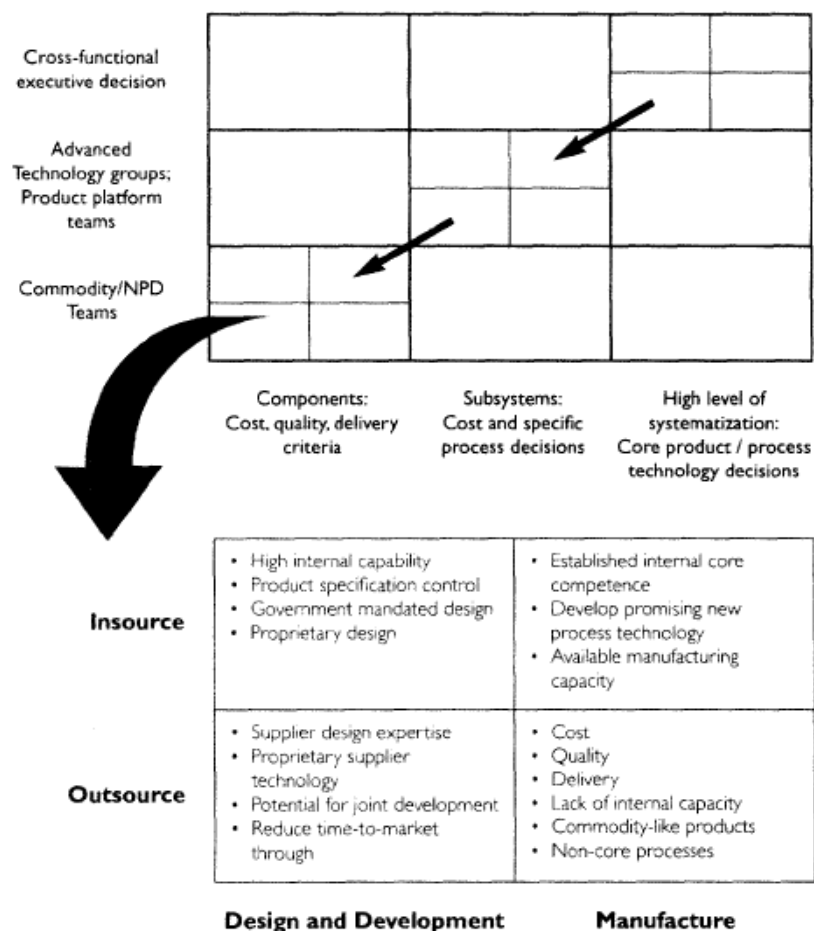 Cross-functional
executive decision
Advanced
Technology groups;
Product platform
teams
Commodity/NPD
Teams
Components:
Cost, quality, delivery
criteria
Subsystems:
Cost and specific
process decisions
High level of
systematization:
Core product / process
technology decisions
Insource
• High internal capability
• Product specification control
• Government mandated design
• Proprietary design
• Established internal core
competence
• Develop promising new
process technology
• Available manufacturing
capacity
Outsource
• Supplier design expertise
• Proprietary supplier
technology
• Potential for joint development
• Reduce time-to-market
through
• Cost
• Quality
• Delivery
• Lack of internal capacity
• Commodity-like products
• Non-core processes
Design and Development
Manufacture